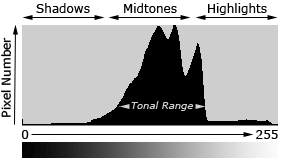 Shadows Midtones Highlights
Pixel Number
Tonal Range
0 255